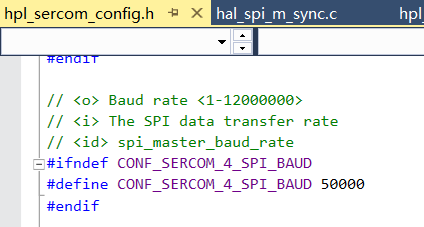 hpl_sercom_config.h
hal_spi_m_sync.c
hpl
#endif
// <o> Baud rate <1-12000000>
// <i> The SPI data transfer rate
// <id> spi_master_baud_rate
#ifndef CONF_SERCOM_4_SPI_BAUD
#define CONF_SERCOM_4_SPI_BAUD 50000
#endif